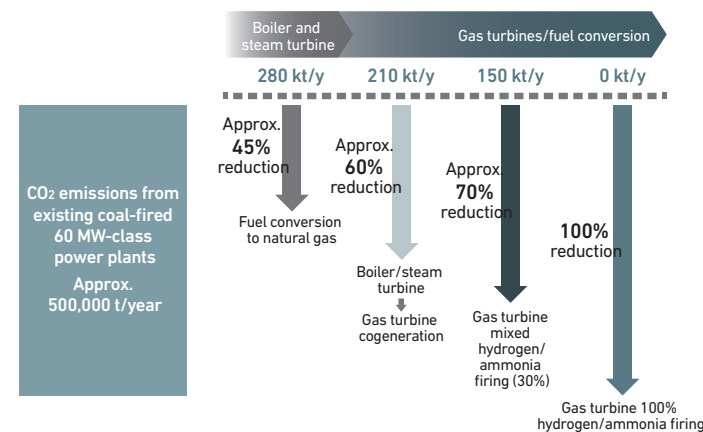 Boiler and
steam turbine
Gas turbines/fuel conversion
280 kt/y
210 kt/y
150 kt/y
0 kt/y
CO2 emissions from
existing coal-fired
60 MW-class
power plants
Approx.
500,000 t/year
Approx.
45%
reduction
Fuel conversion
to natural gas
Approx.
60%
reduction
Boiler/steam
turbine
Gas turbine
cogeneration
Approx.
70%
reduction
Gas turbine
mixed
hydrogen/
ammonia
firing (30%)
100%
reduction
Gas turbine 100%
hydrogen/ammonia firing